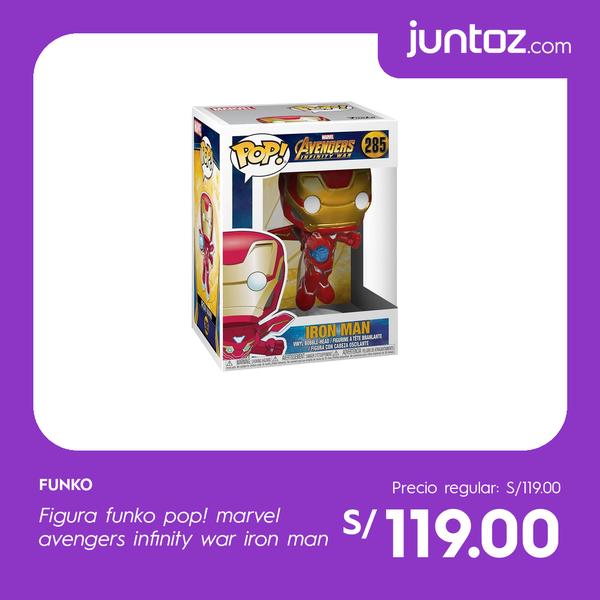 juntoz.com
MARVEL
POP!
MARVEL
AVENGERS
INFINITY WAR
285
IRON MAN
VINYL BOBBLE-HEAD / FIGURINE À TÊTE BRANLANTE
/ FIGURA CON CABEZA OSCILANTE
FUNKO
Figura funko pop! marvel
avengers infinity war iron man
Precio regular: S/119.00
S/ 119.00